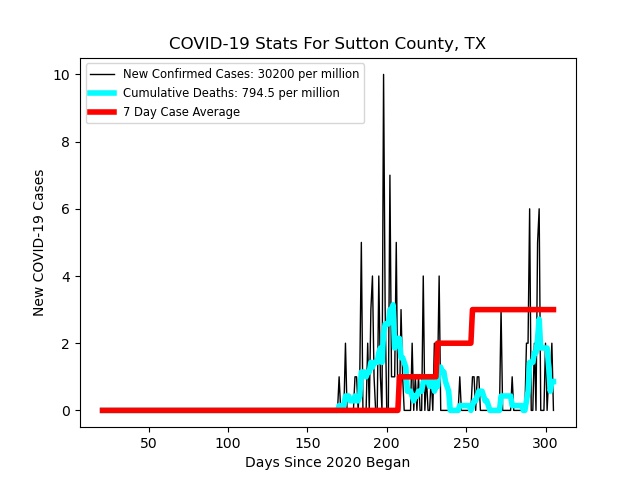 COVID-19 Stats For Sutton County, TX
New Confirmed Cases: 30200 per million
Cumulative Deaths: 794.5 per million
7 Day Case Average
New COVID-19 Cases
10
8
6
4
2
0
50 100 150 200 250 300
Days Since 2020 Began